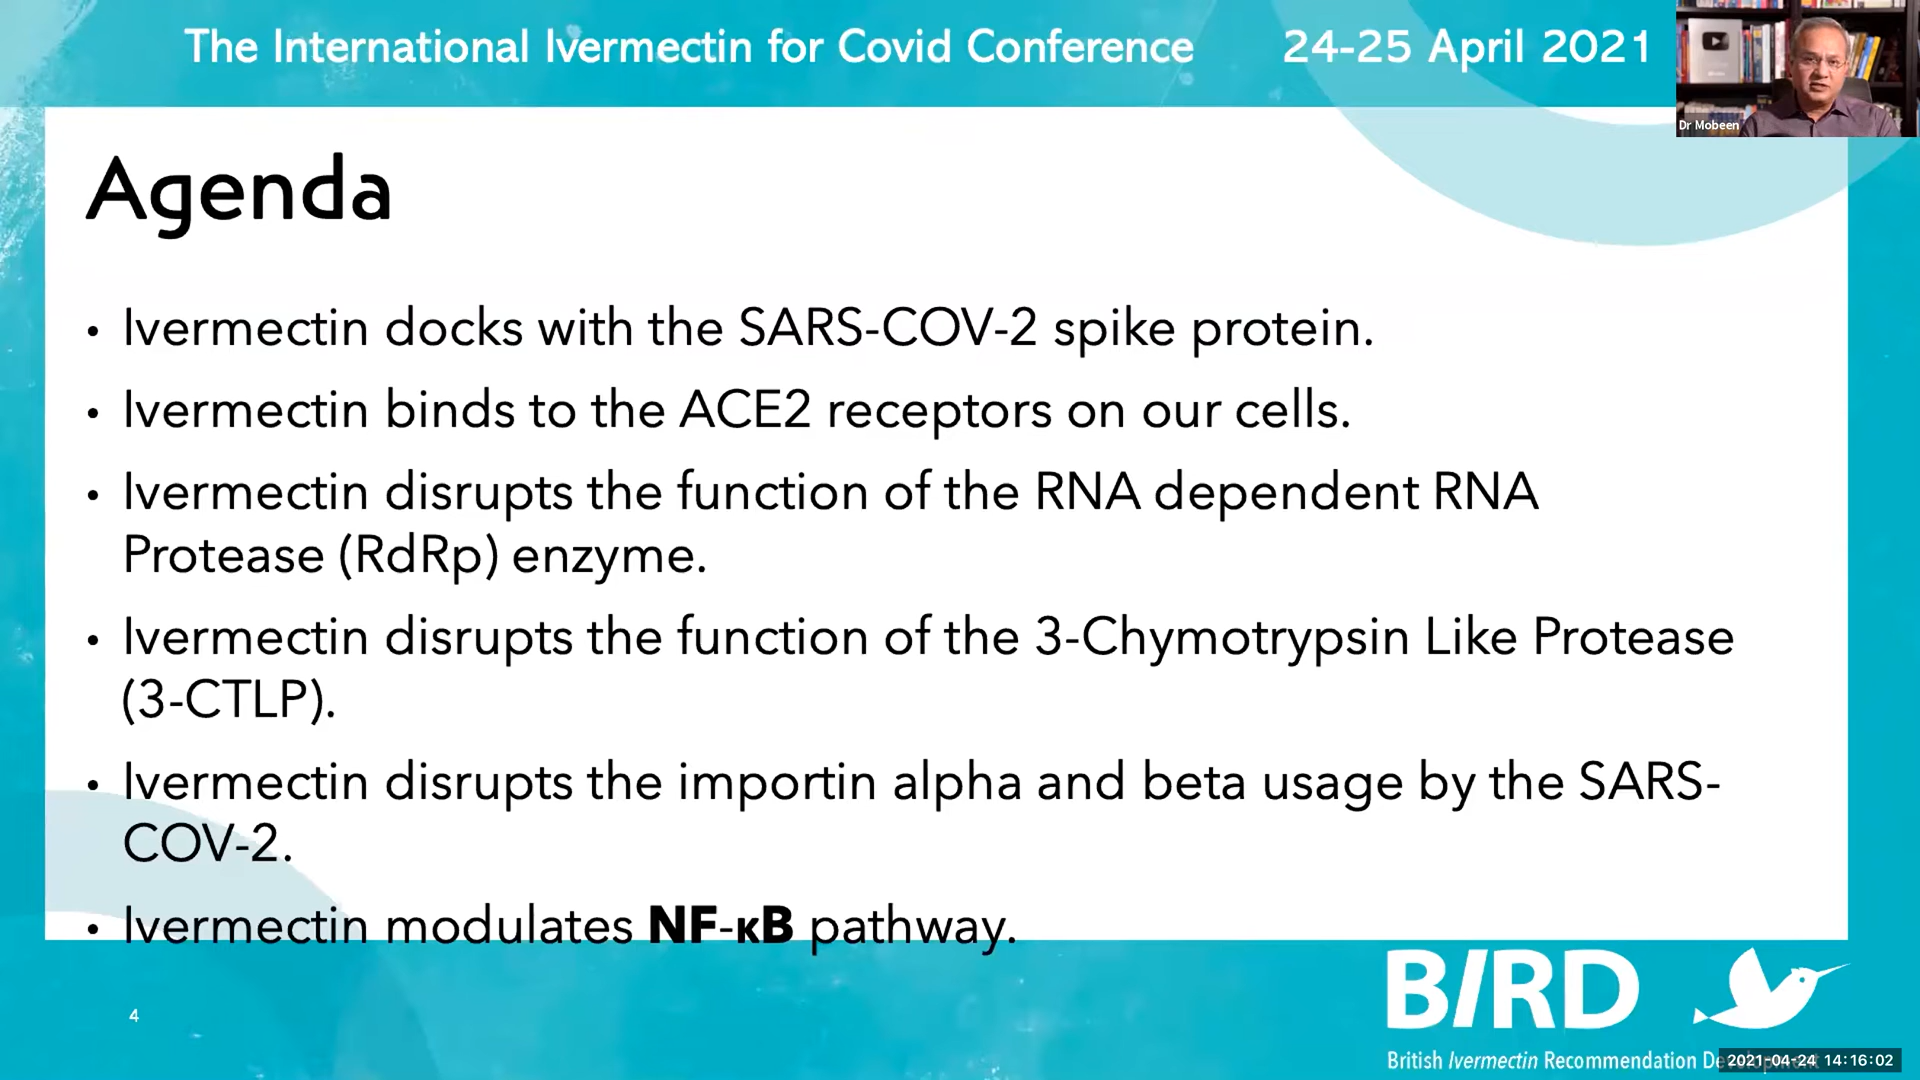 The International Ivermectin for Covid Conference 24-25 April 2021
Dr Mobeen
Agenda
• Ivermectin docks with the SARS-COV-2 spike protein.
• Ivermectin binds to the ACE2 receptors on our cells.
• Ivermectin disrupts the function of the RNA dependent RNA
Protease (RdRp) enzyme.
• Ivermectin disrupts the function of the 3-Chymotrypsin Like Protease
(3-CTLP).
• Ivermectin disrupts the importin alpha and beta usage by the SARS-
COV-2.
• Ivermectin modulates NF-κB pathway.
4
BIRD
British Ivermectin Recommendation
2021-04-24 14:16:02